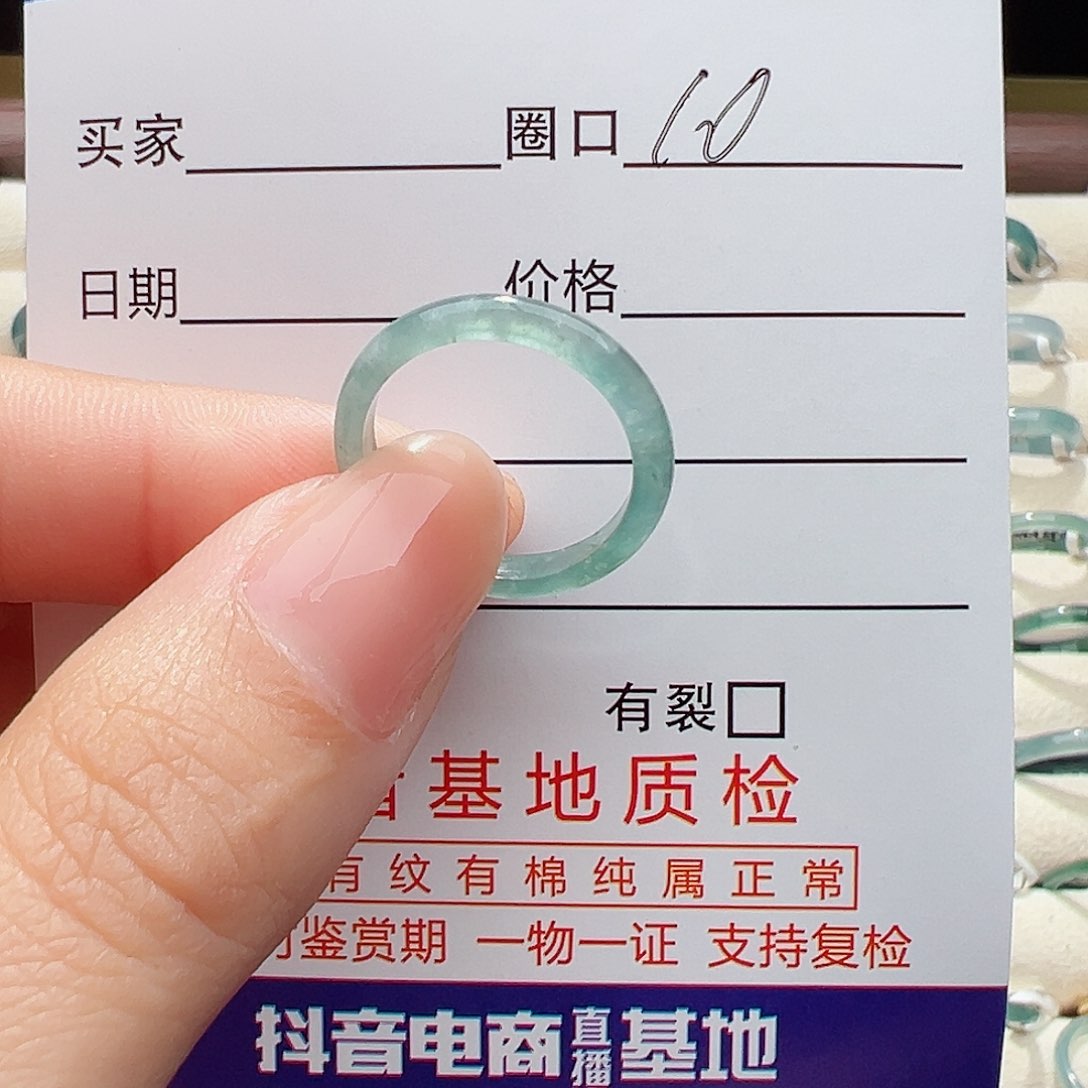 买家 圈口 10
日期 价格
有裂□
基地质检
有纹有棉纯属正常
鉴赏期 一物一证 支持复检
抖音电商直播基地